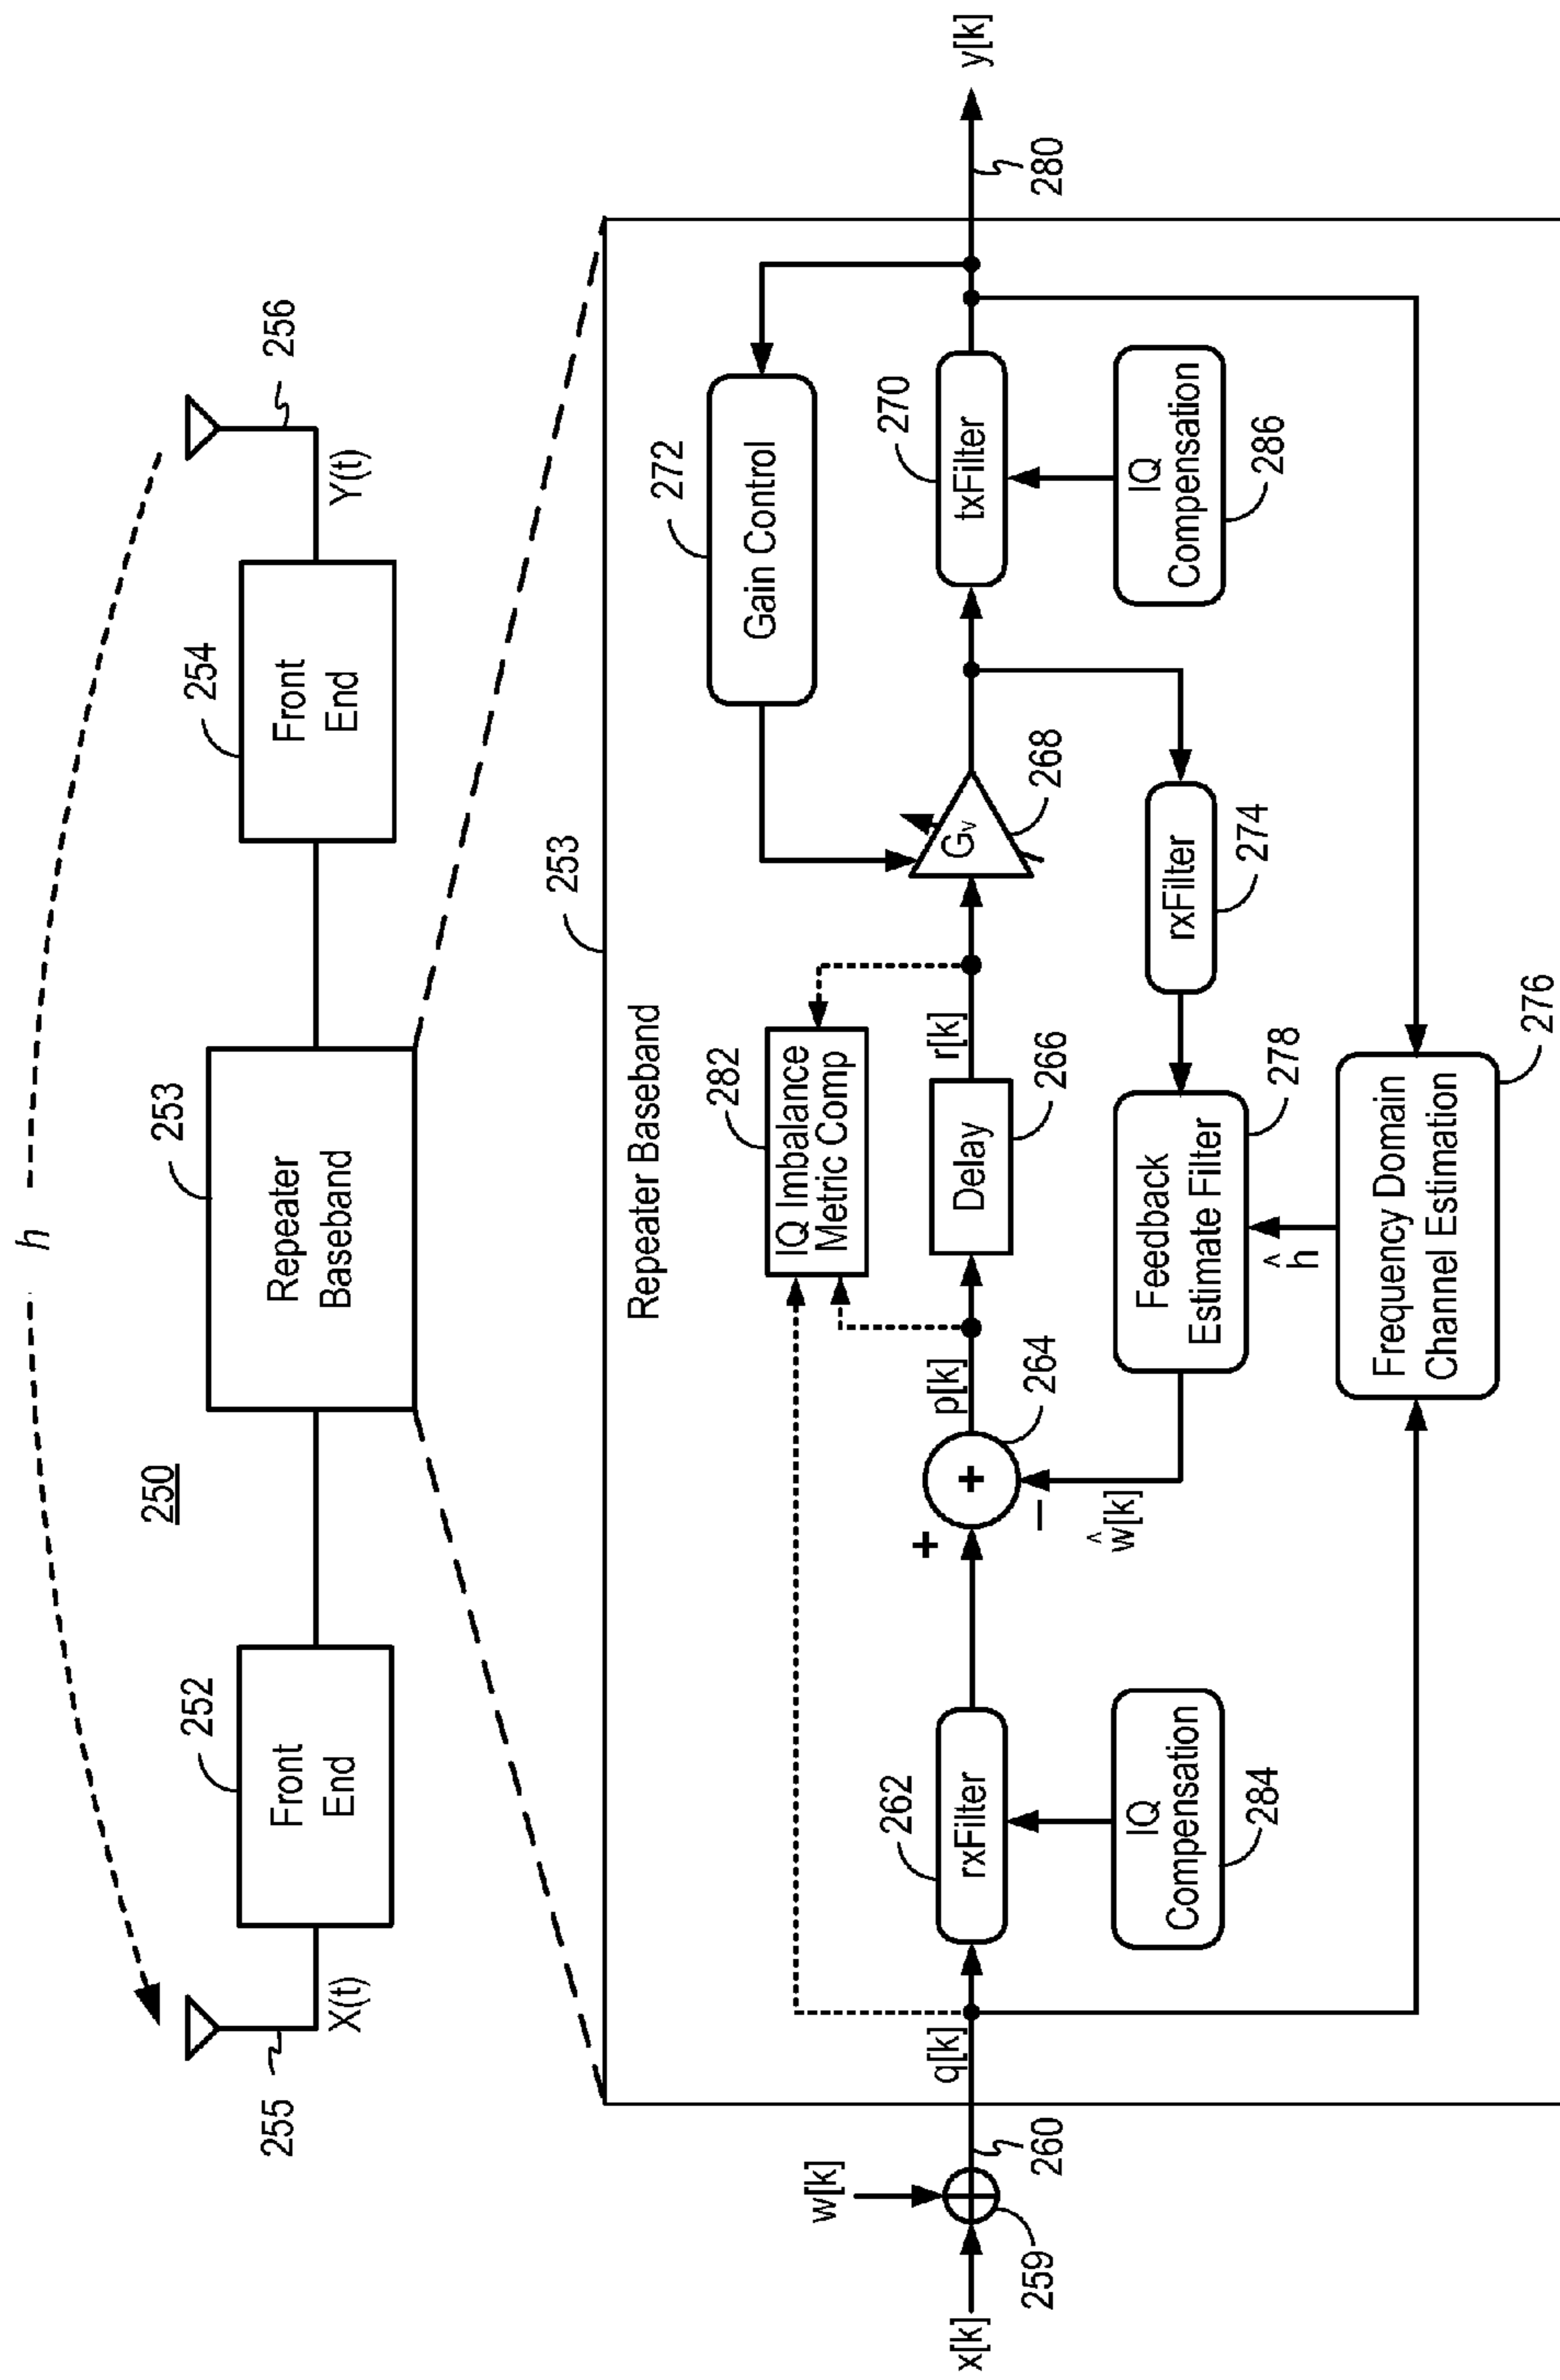 h
250
255
X(t)
252
Front
End
253
Repeater
Baseband
254
Front
End
Y(t)
256
253
Repeater Baseband
x[k]
w[k]
259
260
q[k]
262
rxFilter
IQ
Compensation
284
+
−
ŵ[k]
+
264
p[k]
282
IQ Imbalance
Metric Comp
Delay
266
r[k]
Gv
268
272
Gain Control
270
txFilter
IQ
Compensation
286
rxFilter
274
Feedback
Estimate Filter
278
ĥ
Frequency Domain
Channel Estimation
276
280
y[k]